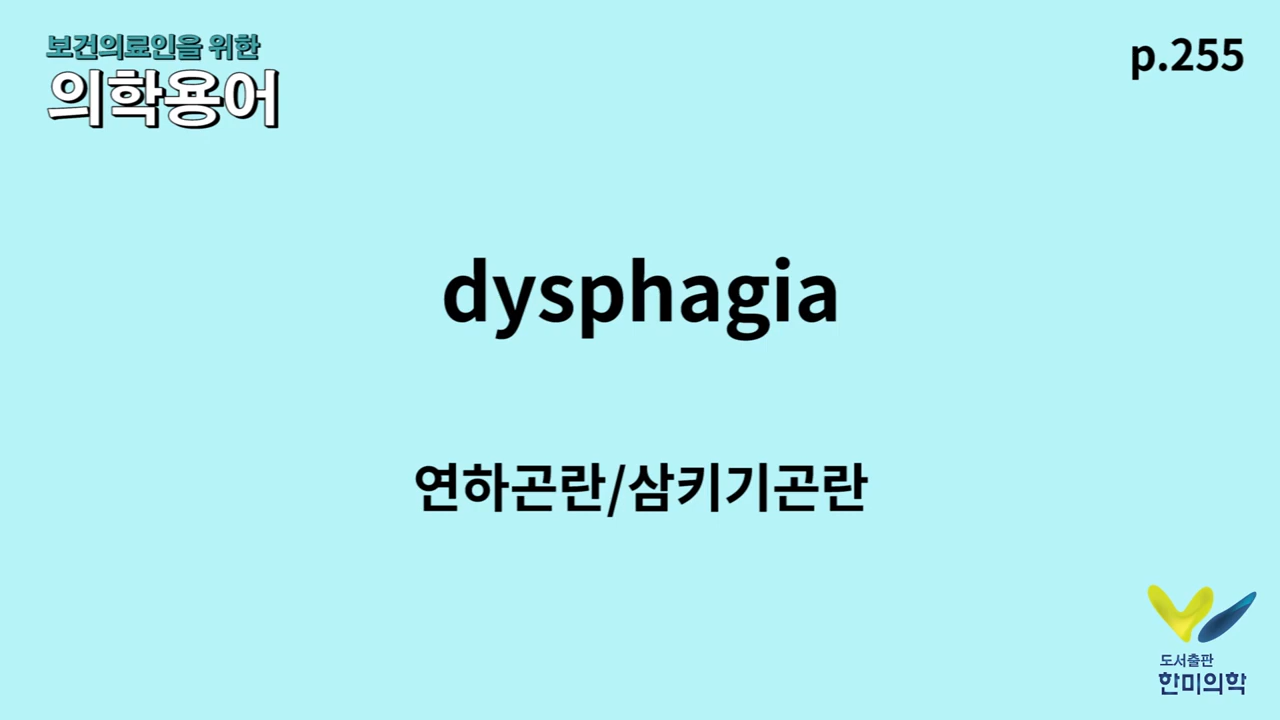 보건의료인을 위한
의학용어
p.255
dysphagia
연하곤란/삼키기곤란
도서출판
한미의학